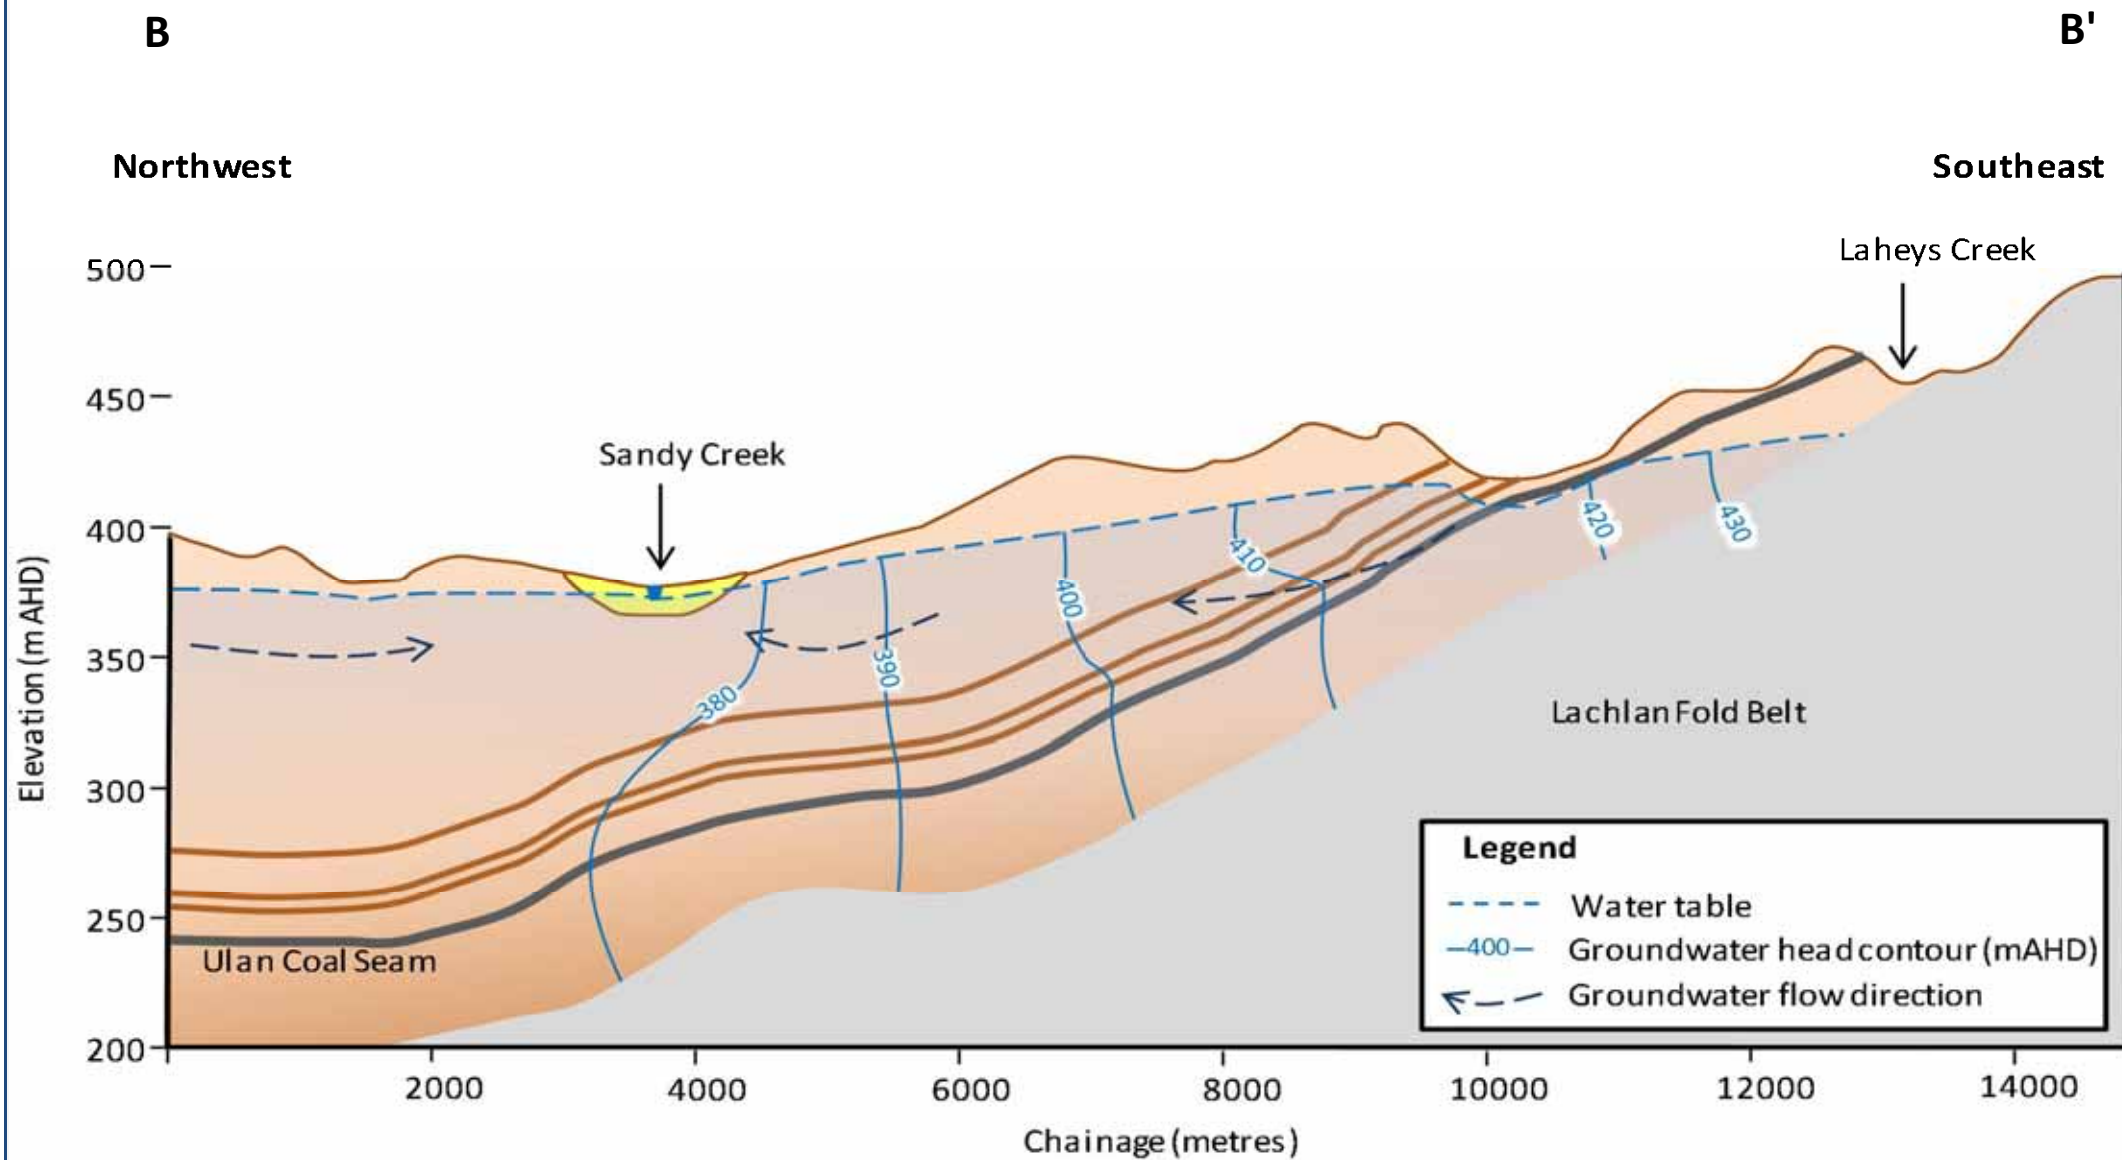 B
B'
Northwest
Southeast
Laheys Creek
500
450
Sandy Creek
400
350
300
250
200
Elevation (m AHD)
380
390
400
410
420
430
Lachlan Fold Belt
Ulan Coal Seam
Legend
Water table
400
Groundwater head contour (mAHD)
Groundwater flow direction
2000
4000
6000
8000
10000
12000
14000
Chainage (metres)